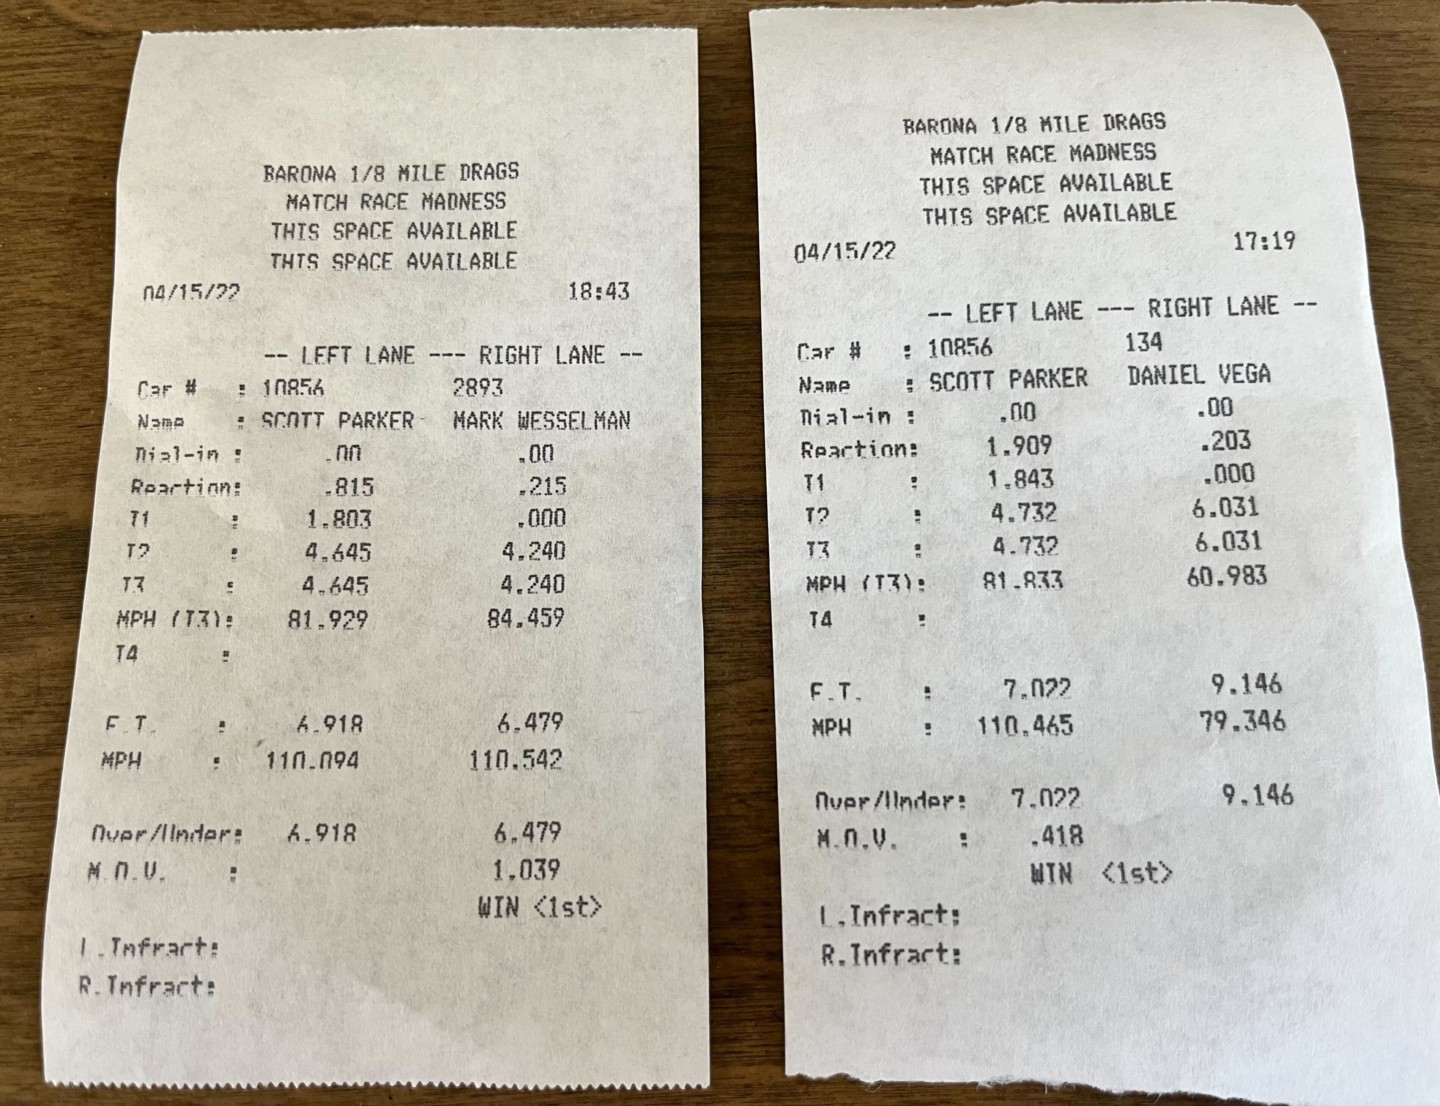 BARONA 1/8 MILE DRAGS
MATCH RACE MADNESS
THIS SPACE AVAILABLE
THIS SPACE AVAILABLE
04/15/22 18:43
-- LEFT LANE --- RIGHT LANE --
Car # : 10856 2893
Name : SCOTT PARKER MARK WESSELMAN
Dial-in : .00 .00
Reaction: .815 .215
T1 : 1.803 .000
T2 : 4.645 4.240
T3 : 4.645 4.240
MPH (T3): 81.929 84.459
T4 :
E.T. : 6.918 6.479
MPH : 110.094 110.542
Over/Under: 6.918 6.479
M.O.V. : 1.039
WIN <1st>
L.Infract:
R.Infract:
BARONA 1/8 MILE DRAGS
MATCH RACE MADNESS
THIS SPACE AVAILABLE
THIS SPACE AVAILABLE
04/15/22 17:19
-- LEFT LANE --- RIGHT LANE --
Car # : 10856 134
Name : SCOTT PARKER DANIEL VEGA
Dial-in : .00 .00
Reaction: 1.909 .203
T1 : 1.843 .000
T2 : 4.732 6.031
T3 : 4.732 6.031
MPH (T3): 81.833 60.983
T4 :
E.T. : 7.022 9.146
MPH : 110.465 79.346
Over/Under: 7.022 9.146
M.O.V. : .418
WIN <1st>
L.Infract:
R.Infract: